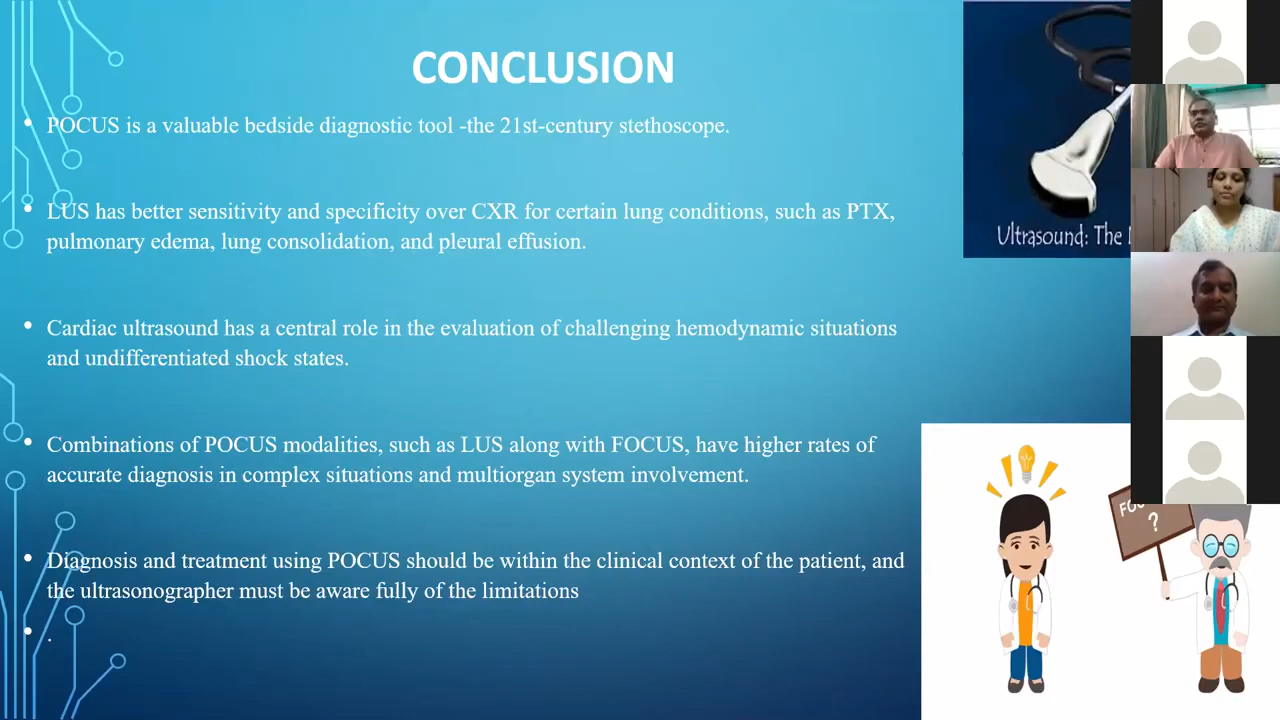 CONCLUSION
• POCUS is a valuable bedside diagnostic tool -the 21st-century stethoscope.
• LUS has better sensitivity and specificity over CXR for certain lung conditions, such as PTX,
pulmonary edema, lung consolidation, and pleural effusion.
• Cardiac ultrasound has a central role in the evaluation of challenging hemodynamic situations
and undifferentiated shock states.
• Combinations of POCUS modalities, such as LUS along with FOCUS, have higher rates of
accurate diagnosis in complex situations and multiorgan system involvement.
• Diagnosis and treatment using POCUS should be within the clinical context of the patient, and
the ultrasonographer must be aware fully of the limitations
• .
Ultrasound: The
?